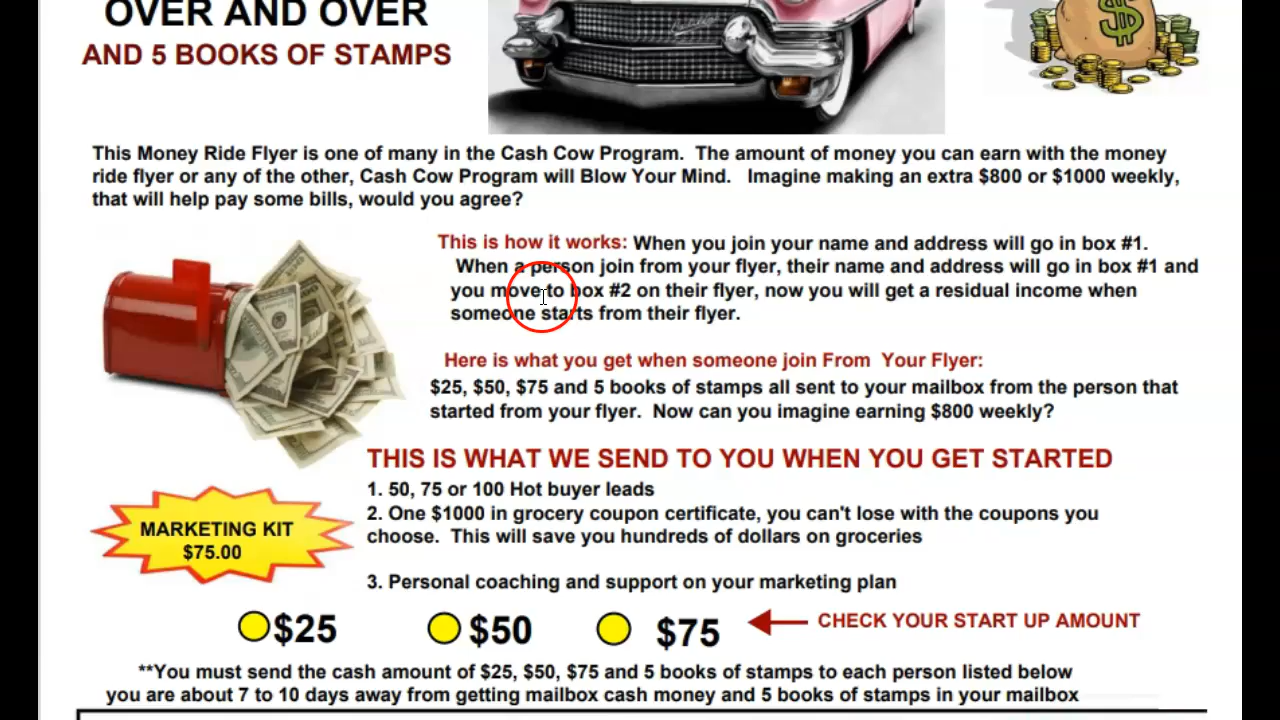 OVER AND OVER
AND 5 BOOKS OF STAMPS
This Money Ride Flyer is one of many in the Cash Cow Program. The amount of money you can earn with the money
ride flyer or any of the other, Cash Cow Program will Blow Your Mind. Imagine making an extra $800 or $1000 weekly,
that will help pay some bills, would you agree?
This is how it works: When you join your name and address will go in box #1.
When a person join from your flyer, their name and address will go in box #1 and
you move to box #2 on their flyer, now you will get a residual income when
someone starts from their flyer.
Here is what you get when someone join From Your Flyer:
$25, $50, $75 and 5 books of stamps all sent to your mailbox from the person that
started from your flyer. Now can you imagine earning $800 weekly?
THIS IS WHAT WE SEND TO YOU WHEN YOU GET STARTED
1. 50, 75 or 100 Hot buyer leads
2. One $1000 in grocery coupon certificate, you can't lose with the coupons you
choose. This will save you hundreds of dollars on groceries
MARKETING KIT
$75.00
3. Personal coaching and support on your marketing plan
$25 $50 $75 CHECK YOUR START UP AMOUNT
**You must send the cash amount of $25, $50, $75 and 5 books of stamps to each person listed below
you are about 7 to 10 days away from getting mailbox cash money and 5 books of stamps in your mailbox